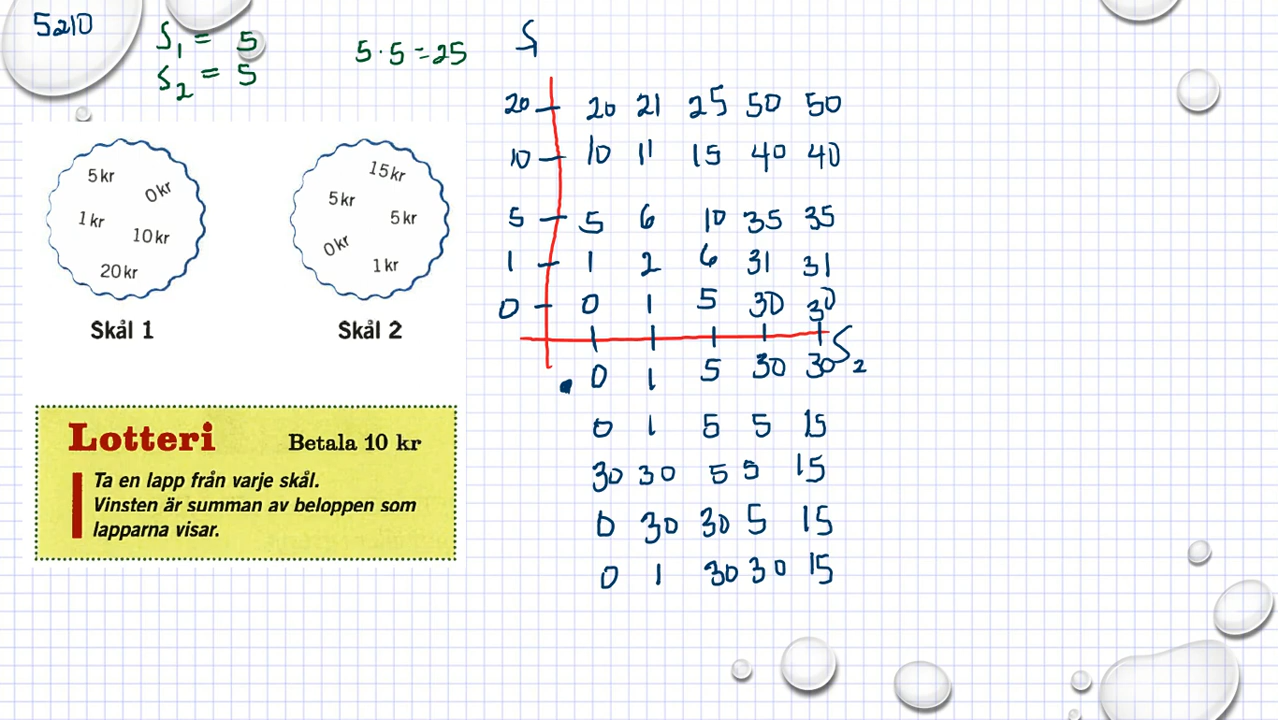 5210
S1 = 5
S2 = 5
5·5=25
5 kr
0 kr
1 kr
10 kr
20 kr
Skål 1
15 kr
5 kr
5 kr
0 kr
1 kr
Skål 2
Lotteri Betala 10 kr
Ta en lapp från varje skål.
Vinsten är summan av beloppen som
lapparna visar.
S1
20 20 21 25 50 50
10 10 11 15 40 40
5 5 6 10 35 35
1 1 2 6 31 31
0 0 1 5 30 30
S2
0 1 5 30 30
0 1 5 5 15
30 30 5 5 15
0 30 30 5 15
0 1 30 30 15